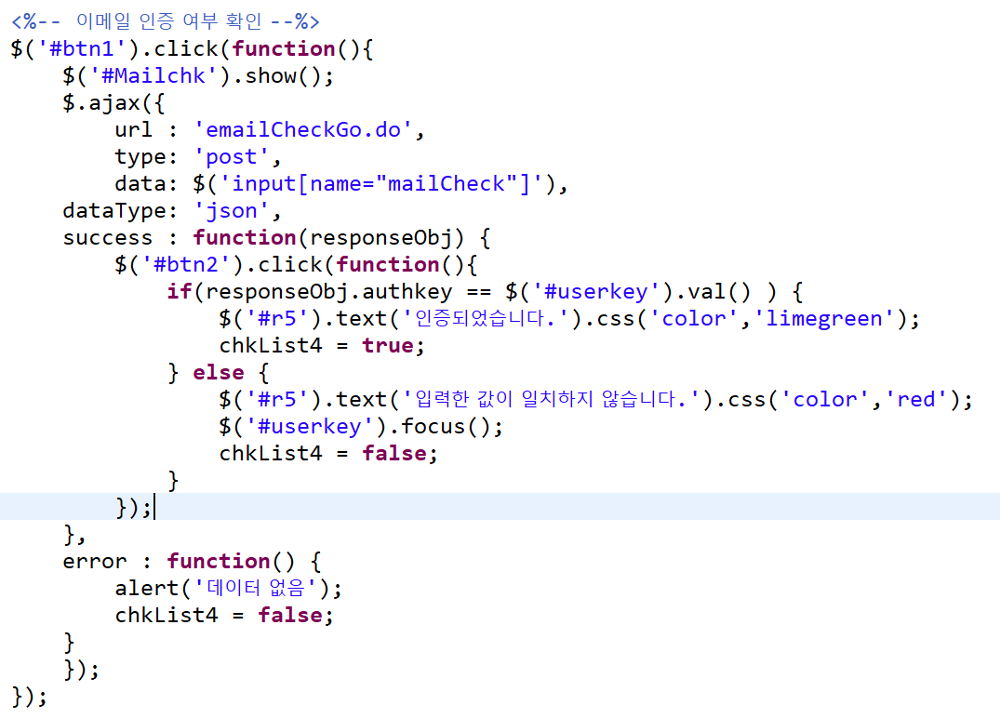 <%-- 이메일 인증 여부 확인 --%>
$('#btn1').click(function(){
    $('#Mailchk').show();
    $.ajax({
        url : 'emailCheckGo.do',
        type: 'post',
        data: $('input[name="mailCheck"]'),
    dataType: 'json',
    success : function(responseObj) {
        $('#btn2').click(function(){
            if(responseObj.authkey == $('#userkey').val() ) {
                $('#r5').text('인증되었습니다.').css('color','limegreen');
                chkList4 = true;
            } else {
                $('#r5').text('입력한 값이 일치하지 않습니다.').css('color','red');
                $('#userkey').focus();
                chkList4 = false;
            }
        });
    },
    error : function() {
        alert('데이터 없음');
        chkList4 = false;
    }
    });
});